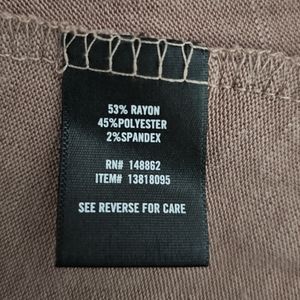 53% RAYON
45%POLYESTER
2%SPANDEX
RN# 148862
ITEM# 13818095
SEE REVERSE FOR CARE